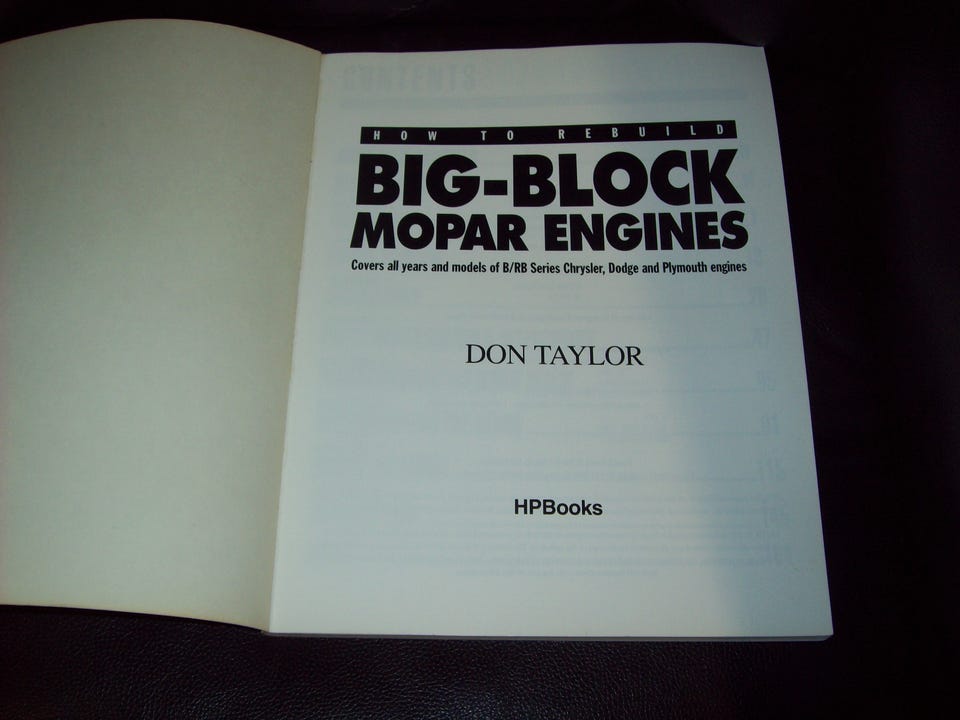 CONTENTS
HOW TO REBUILD
BIG-BLOCK
MOPAR ENGINES
Covers all years and models of B/RB Series Chrysler, Dodge and Plymouth engines
DON TAYLOR
HPBooks